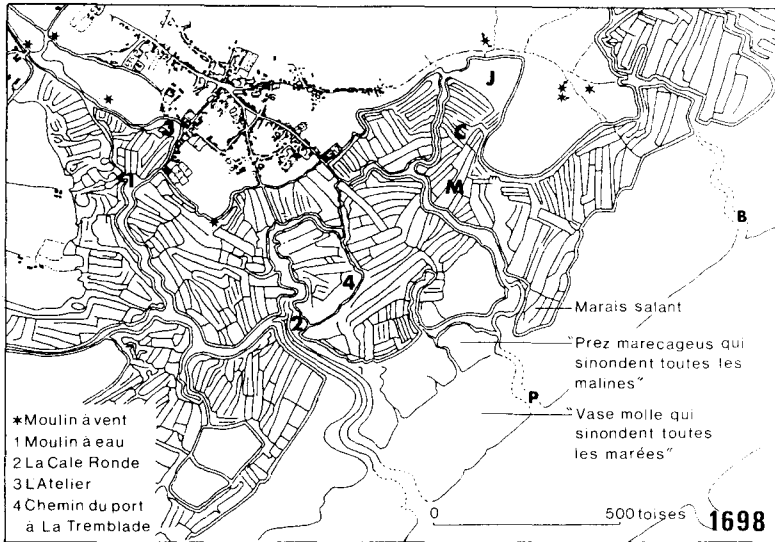 J
3
C
1
M
B
4
2
Marais salant
"Prez marecageus qui
sinondent toutes les
malines"
P
"Vase molle qui
sinondent toutes
les marées"
*Moulin à vent
1 Moulin à eau
2 La Cale Ronde
3 L'Atelier
4 Chemin du port
à La Tremblade
0 500 toises
1698